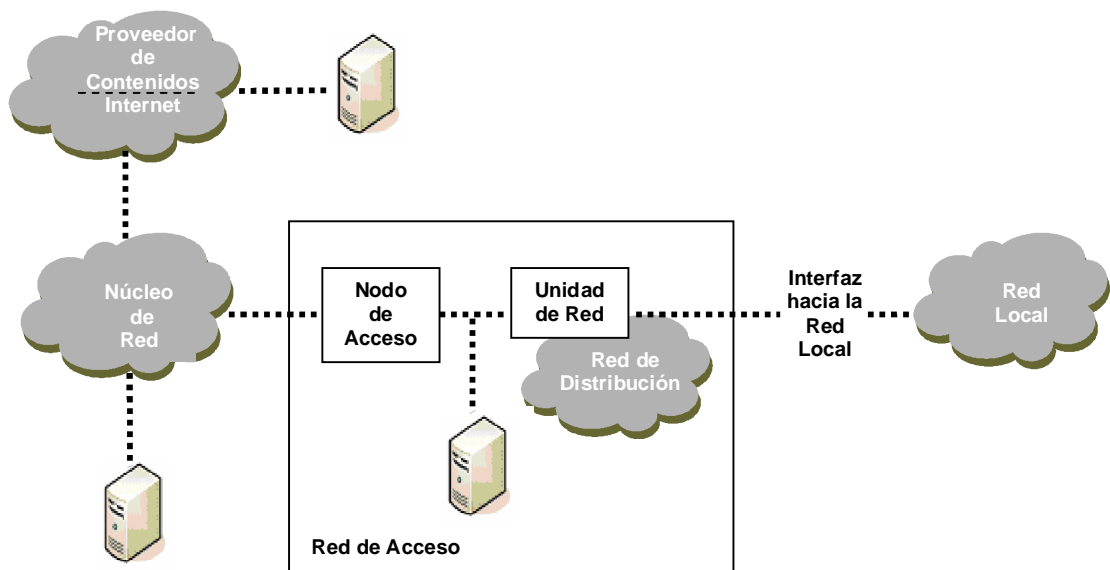 Proveedor
de
Contenidos
Internet
Núcleo
de
Red
Nodo
de
Acceso
Unidad
de Red
Red de
Distribución
Interfaz
hacia la
Red
Local
Red
Local
Red de Acceso